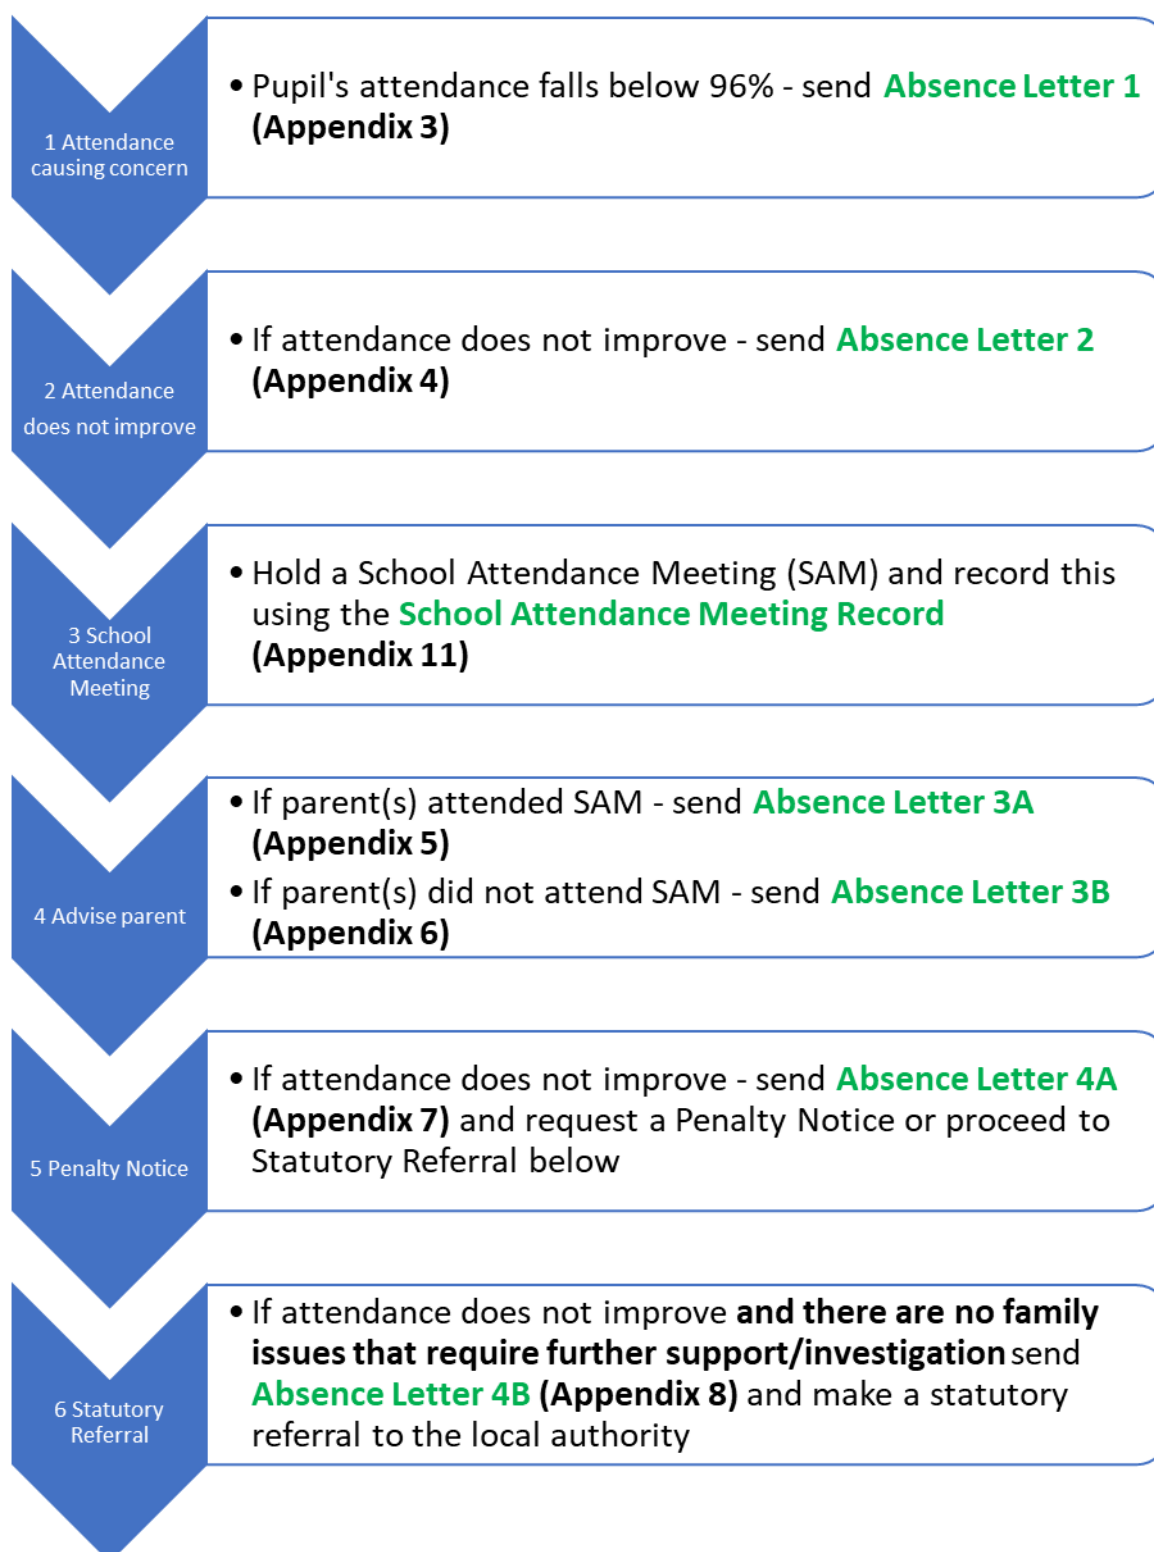 1 Attendance
causing concern
• Pupil's attendance falls below 96% - send Absence Letter 1
(Appendix 3)
2 Attendance
does not improve
• If attendance does not improve - send Absence Letter 2
(Appendix 4)
3 School
Attendance
Meeting
• Hold a School Attendance Meeting (SAM) and record this
using the School Attendance Meeting Record
(Appendix 11)
4 Advise parent
• If parent(s) attended SAM - send Absence Letter 3A
(Appendix 5)
• If parent(s) did not attend SAM - send Absence Letter 3B
(Appendix 6)
5 Penalty Notice
• If attendance does not improve - send Absence Letter 4A
(Appendix 7) and request a Penalty Notice or proceed to
Statutory Referral below
6 Statutory
Referral
• If attendance does not improve and there are no family
issues that require further support/investigation send
Absence Letter 4B (Appendix 8) and make a statutory
referral to the local authority